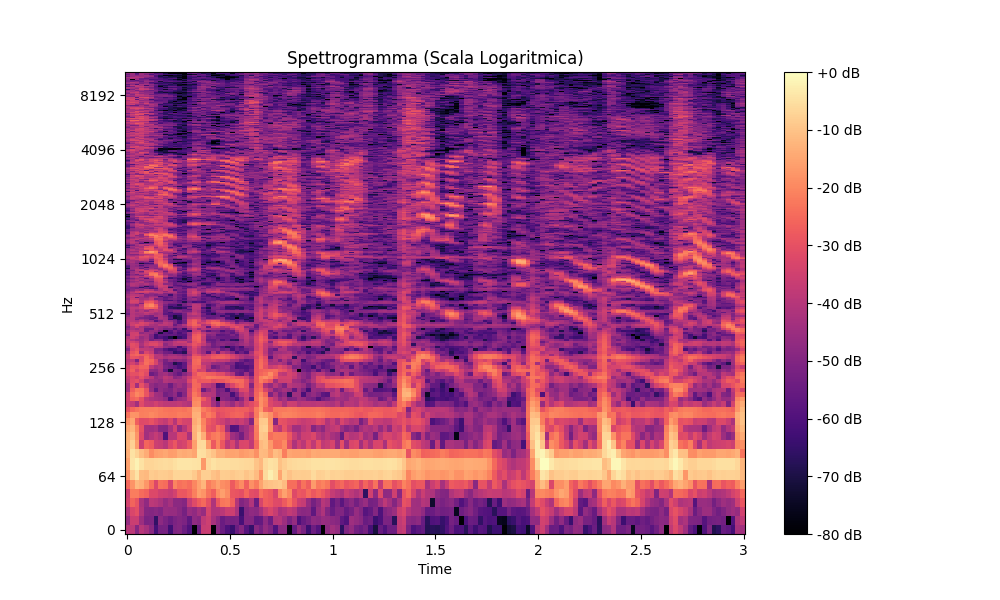 Spettrogramma (Scala Logaritmica)
8192
4096
2048
1024
512
256
128
64
0
Hz
0
0.5
1
1.5
2
2.5
3
Time
+0 dB
-10 dB
-20 dB
-30 dB
-40 dB
-50 dB
-60 dB
-70 dB
-80 dB